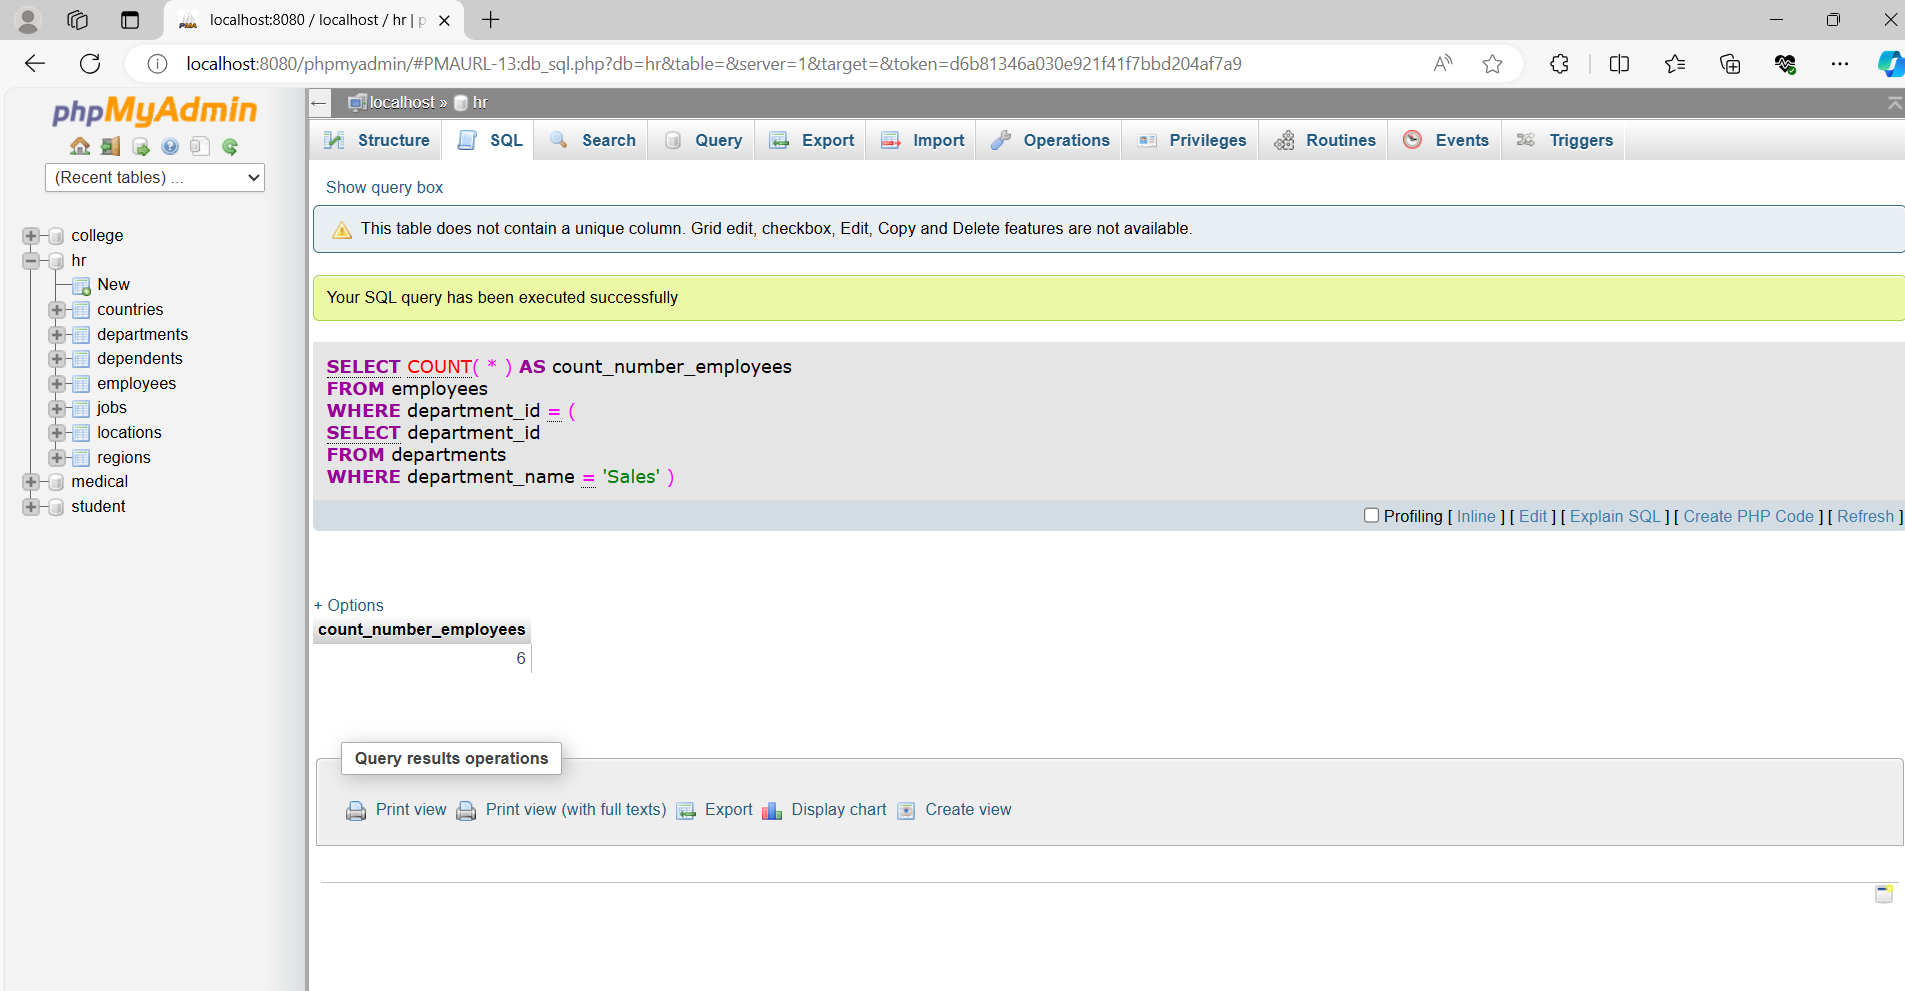 localhost:8080 / localhost / hr | p
localhost:8080/phpmyadmin/#PMAURL-13:db_sql.php?db=hr&table=&server=1&target=&token=d6b81346a030e921f41f7bbd204af7a9
phpMyAdmin
(Recent tables) ...
college
hr
New
countries
departments
dependents
employees
jobs
locations
regions
medical
student
localhost » hr
Structure SQL Search Query Export Import Operations Privileges Routines Events Triggers
Show query box
This table does not contain a unique column. Grid edit, checkbox, Edit, Copy and Delete features are not available.
Your SQL query has been executed successfully
SELECT COUNT( * ) AS count_number_employees
FROM employees
WHERE department_id = (
SELECT department_id
FROM departments
WHERE department_name = 'Sales' )
Profiling [ Inline ] [ Edit ] [ Explain SQL ] [ Create PHP Code ] [ Refresh ]
+ Options
count_number_employees
6
Query results operations
Print view Print view (with full texts) Export Display chart Create view